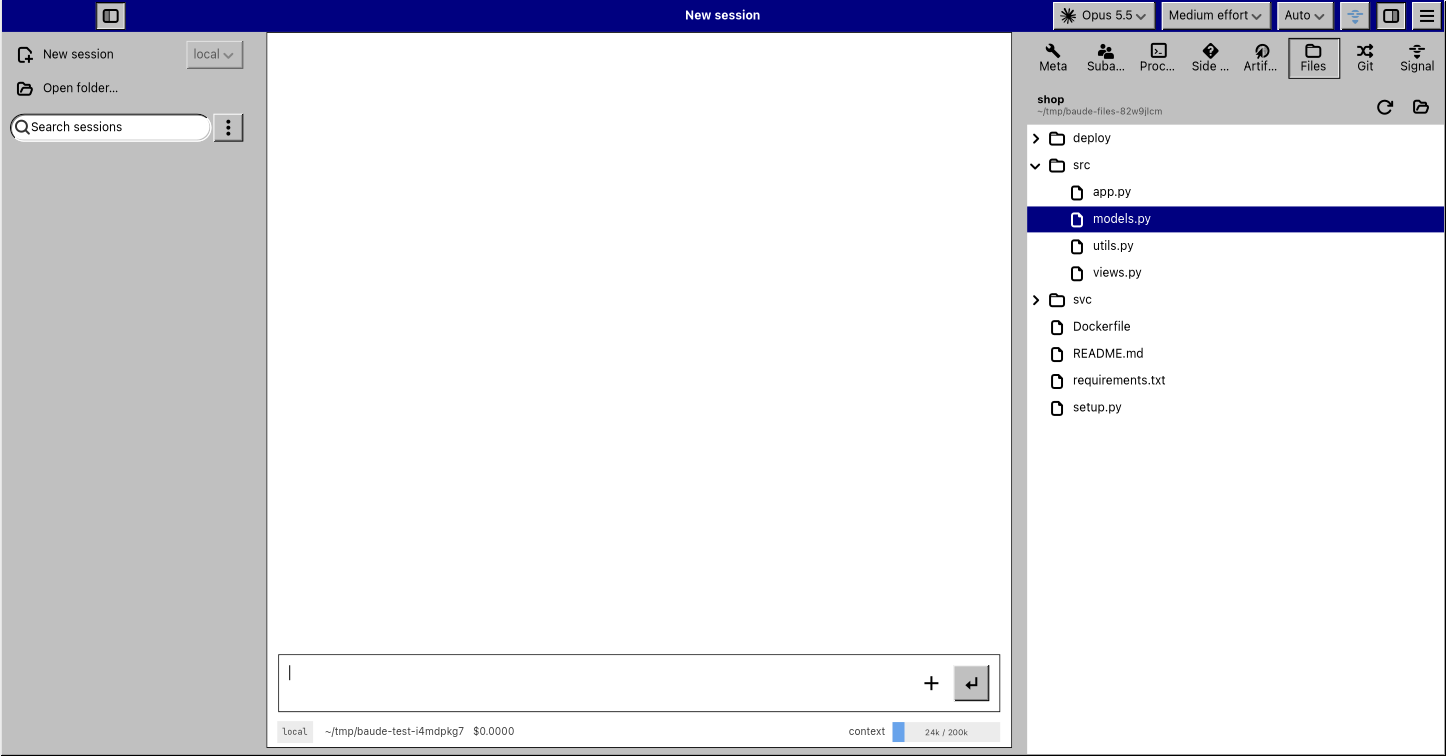 New session
Opus 5.5
Medium effort
Auto
New session
local
Open folder...
Search sessions
Meta
Suba...
Proc...
Side ...
Artif...
Files
Git
Signal
shop
~/tmp/baude-files-82w9jlcm
deploy
src
app.py
models.py
utils.py
views.py
svc
Dockerfile
README.md
requirements.txt
setup.py
local
~/tmp/baude-test-i4mdpkg7
$0.0000
context
24k / 200k